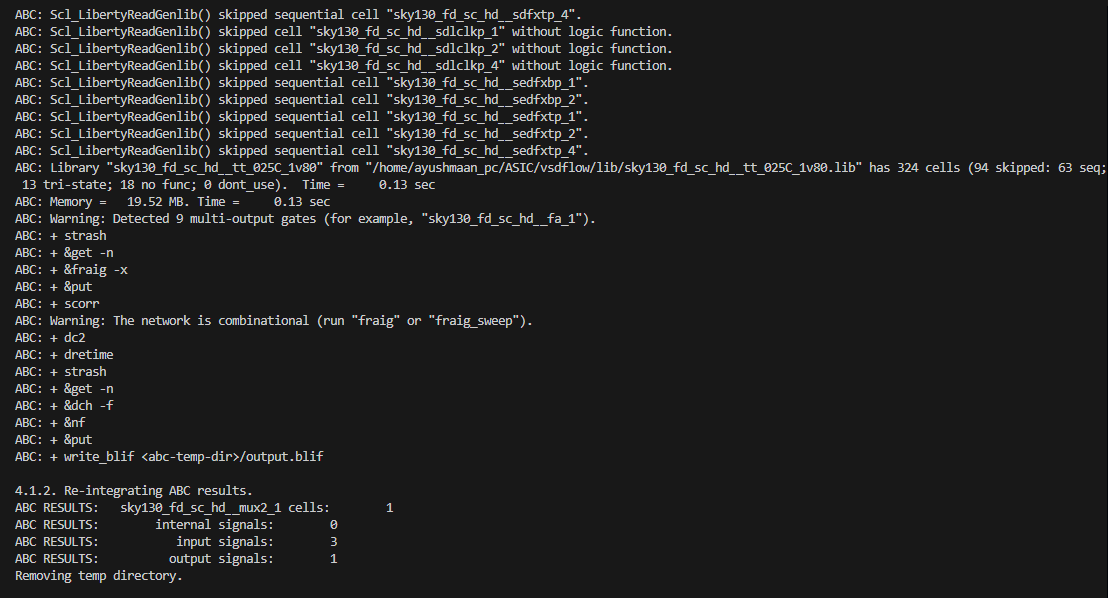 ABC: Scl_LibertyReadGenlib() skipped sequential cell "sky130_fd_sc_hd__sdfxtp_4".
ABC: Scl_LibertyReadGenlib() skipped cell "sky130_fd_sc_hd__sdlclkp_1" without logic function.
ABC: Scl_LibertyReadGenlib() skipped cell "sky130_fd_sc_hd__sdlclkp_2" without logic function.
ABC: Scl_LibertyReadGenlib() skipped cell "sky130_fd_sc_hd__sdlclkp_4" without logic function.
ABC: Scl_LibertyReadGenlib() skipped sequential cell "sky130_fd_sc_hd__sedfxbp_1".
ABC: Scl_LibertyReadGenlib() skipped sequential cell "sky130_fd_sc_hd__sedfxbp_2".
ABC: Scl_LibertyReadGenlib() skipped sequential cell "sky130_fd_sc_hd__sedfxtp_1".
ABC: Scl_LibertyReadGenlib() skipped sequential cell "sky130_fd_sc_hd__sedfxtp_2".
ABC: Scl_LibertyReadGenlib() skipped sequential cell "sky130_fd_sc_hd__sedfxtp_4".
ABC: Library "sky130_fd_sc_hd__tt_025C_1v80" from "/home/ayushmaan_pc/ASIC/vsdflow/lib/sky130_fd_sc_hd__tt_025C_1v80.lib" has 324 cells (94 skipped: 63 seq;
 13 tri-state; 18 no func; 0 dont_use).  Time =     0.13 sec
ABC: Memory =   19.52 MB. Time =     0.13 sec
ABC: Warning: Detected 9 multi-output gates (for example, "sky130_fd_sc_hd__fa_1").
ABC: + strash
ABC: + &get -n
ABC: + &fraig -x
ABC: + &put
ABC: + scorr
ABC: Warning: The network is combinational (run "fraig" or "fraig_sweep").
ABC: + dc2
ABC: + dretime
ABC: + strash
ABC: + &get -n
ABC: + &dch -f
ABC: + &nf
ABC: + &put
ABC: + write_blif <abc-temp-dir>/output.blif
4.1.2. Re-integrating ABC results.
ABC RESULTS:   sky130_fd_sc_hd__mux2_1 cells:        1
ABC RESULTS:        internal signals:        0
ABC RESULTS:           input signals:        3
ABC RESULTS:          output signals:        1
Removing temp directory.